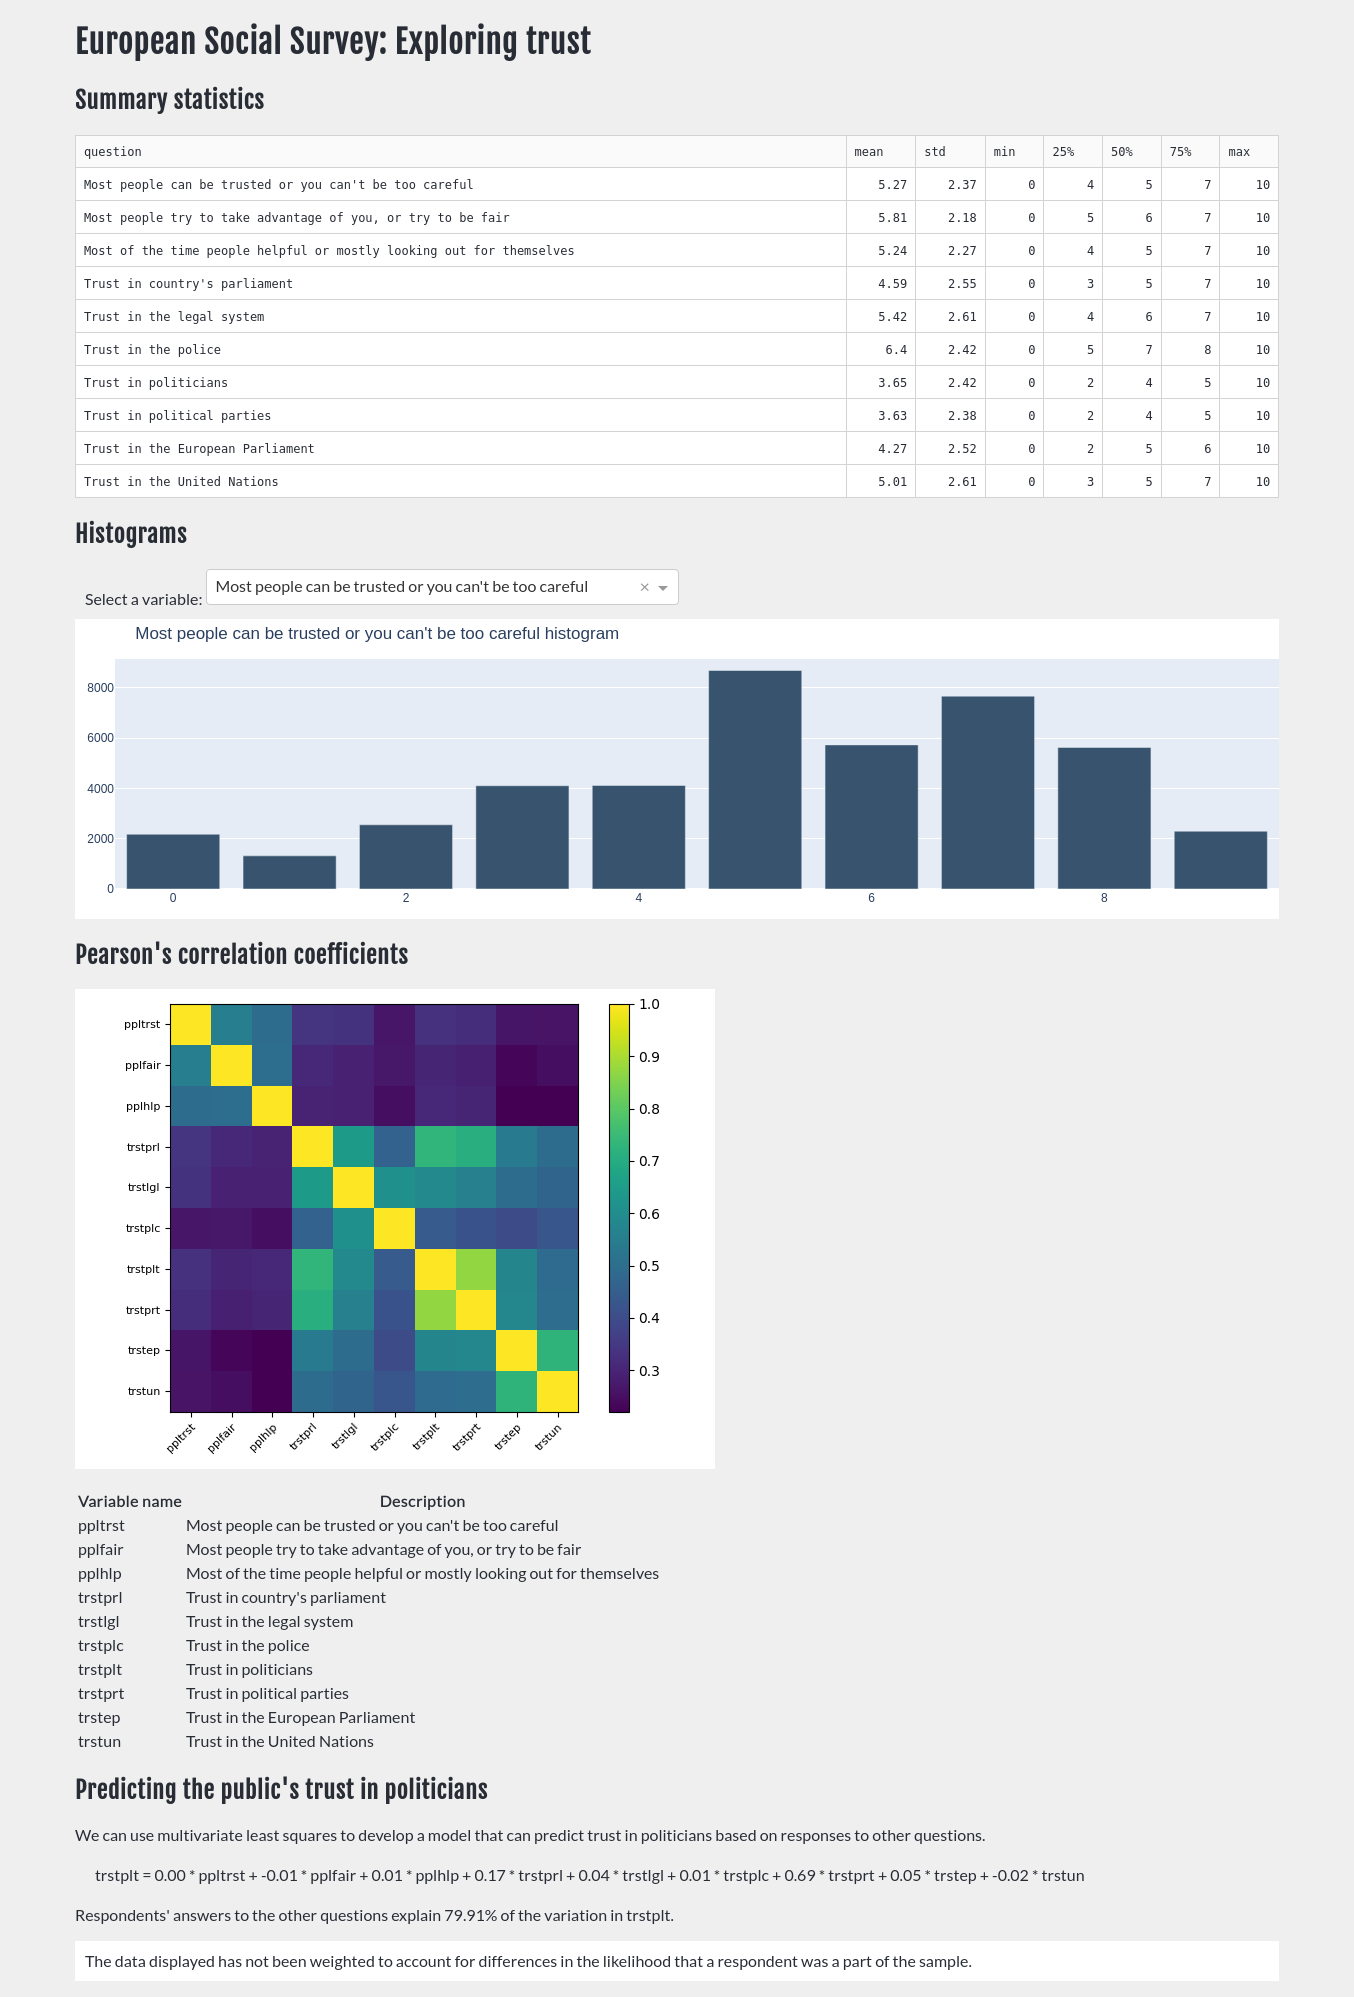 European Social Survey: Exploring trust
Summary statistics
question mean std min 25% 50% 75% max
Most people can be trusted or you can't be too careful 5.27 2.37 0 4 5 7 10
Most people try to take advantage of you, or try to be fair 5.81 2.18 0 5 6 7 10
Most of the time people helpful or mostly looking out for themselves 5.24 2.27 0 4 5 7 10
Trust in country's parliament 4.59 2.55 0 3 5 7 10
Trust in the legal system 5.42 2.61 0 4 6 7 10
Trust in the police 6.4 2.42 0 5 7 8 10
Trust in politicians 3.65 2.42 0 2 4 5 10
Trust in political parties 3.63 2.38 0 2 4 5 10
Trust in the European Parliament 4.27 2.52 0 2 5 6 10
Trust in the United Nations 5.01 2.61 0 3 5 7 10
Histograms
Select a variable: Most people can be trusted or you can't be too careful ×
Most people can be trusted or you can't be too careful histogram
8000
6000
4000
2000
0
0 2 4 6 8
Pearson's correlation coefficients
ppltrst
pplfair
pplhlp
trstprl
trstlgl
trstplc
trstplt
trstprt
trstep
trstun
ppltrst pplfair pplhlp trstprl trstlgl trstplc trstplt trstprt trstep trstun
1.0
0.9
0.8
0.7
0.6
0.5
0.4
0.3
Variable name Description
ppltrst Most people can be trusted or you can't be too careful
pplfair Most people try to take advantage of you, or try to be fair
pplhlp Most of the time people helpful or mostly looking out for themselves
trstprl Trust in country's parliament
trstlgl Trust in the legal system
trstplc Trust in the police
trstplt Trust in politicians
trstprt Trust in political parties
trstep Trust in the European Parliament
trstun Trust in the United Nations
Predicting the public's trust in politicians
We can use multivariate least squares to develop a model that can predict trust in politicians based on responses to other questions.
trstplt = 0.00 * ppltrst + -0.01 * pplfair + 0.01 * pplhlp + 0.17 * trstprl + 0.04 * trstlgl + 0.01 * trstplc + 0.69 * trstprt + 0.05 * trstep + -0.02 * trstun
Respondents' answers to the other questions explain 79.91% of the variation in trstplt.
The data displayed has not been weighted to account for differences in the likelihood that a respondent was a part of the sample.